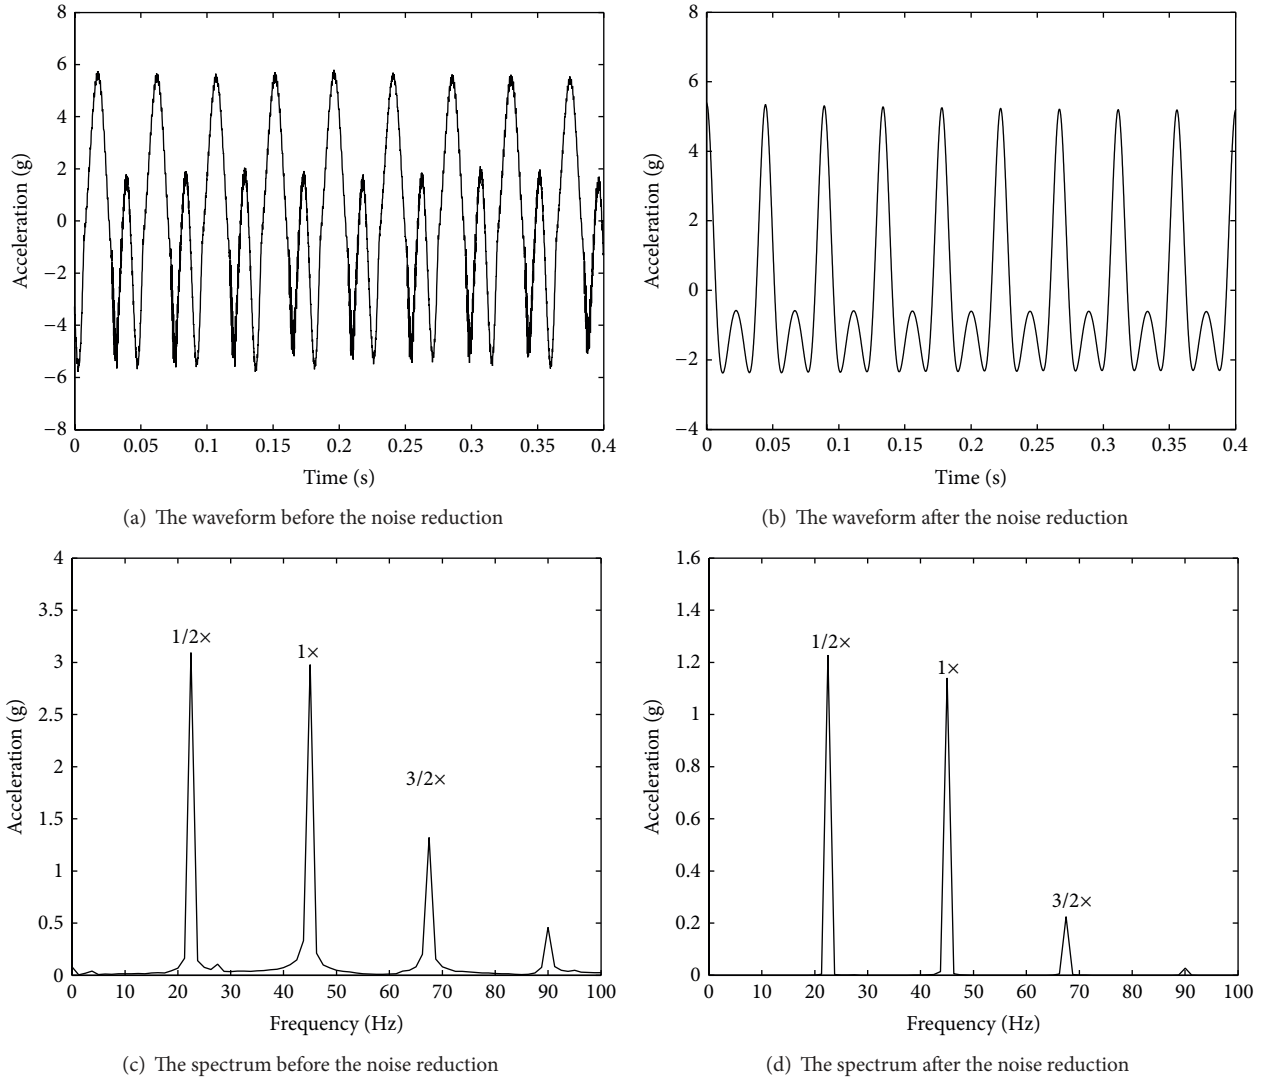 8
6
4
2
0
−2
−4
−6
−8
Acceleration (g)
0 0.05 0.1 0.15 0.2 0.25 0.3 0.35 0.4
Time (s)
(a) The waveform before the noise reduction
8
6
4
2
0
−2
−4
Acceleration (g)
0 0.05 0.1 0.15 0.2 0.25 0.3 0.35 0.4
Time (s)
(b) The waveform after the noise reduction
4
3.5
3
2.5
2
1.5
1
0.5
0
Acceleration (g)
1/2×
1×
3/2×
0 10 20 30 40 50 60 70 80 90 100
Frequency (Hz)
(c) The spectrum before the noise reduction
1.6
1.4
1.2
1
0.8
0.6
0.4
0.2
0
Acceleration (g)
1/2×
1×
3/2×
0 10 20 30 40 50 60 70 80 90 100
Frequency (Hz)
(d) The spectrum after the noise reduction